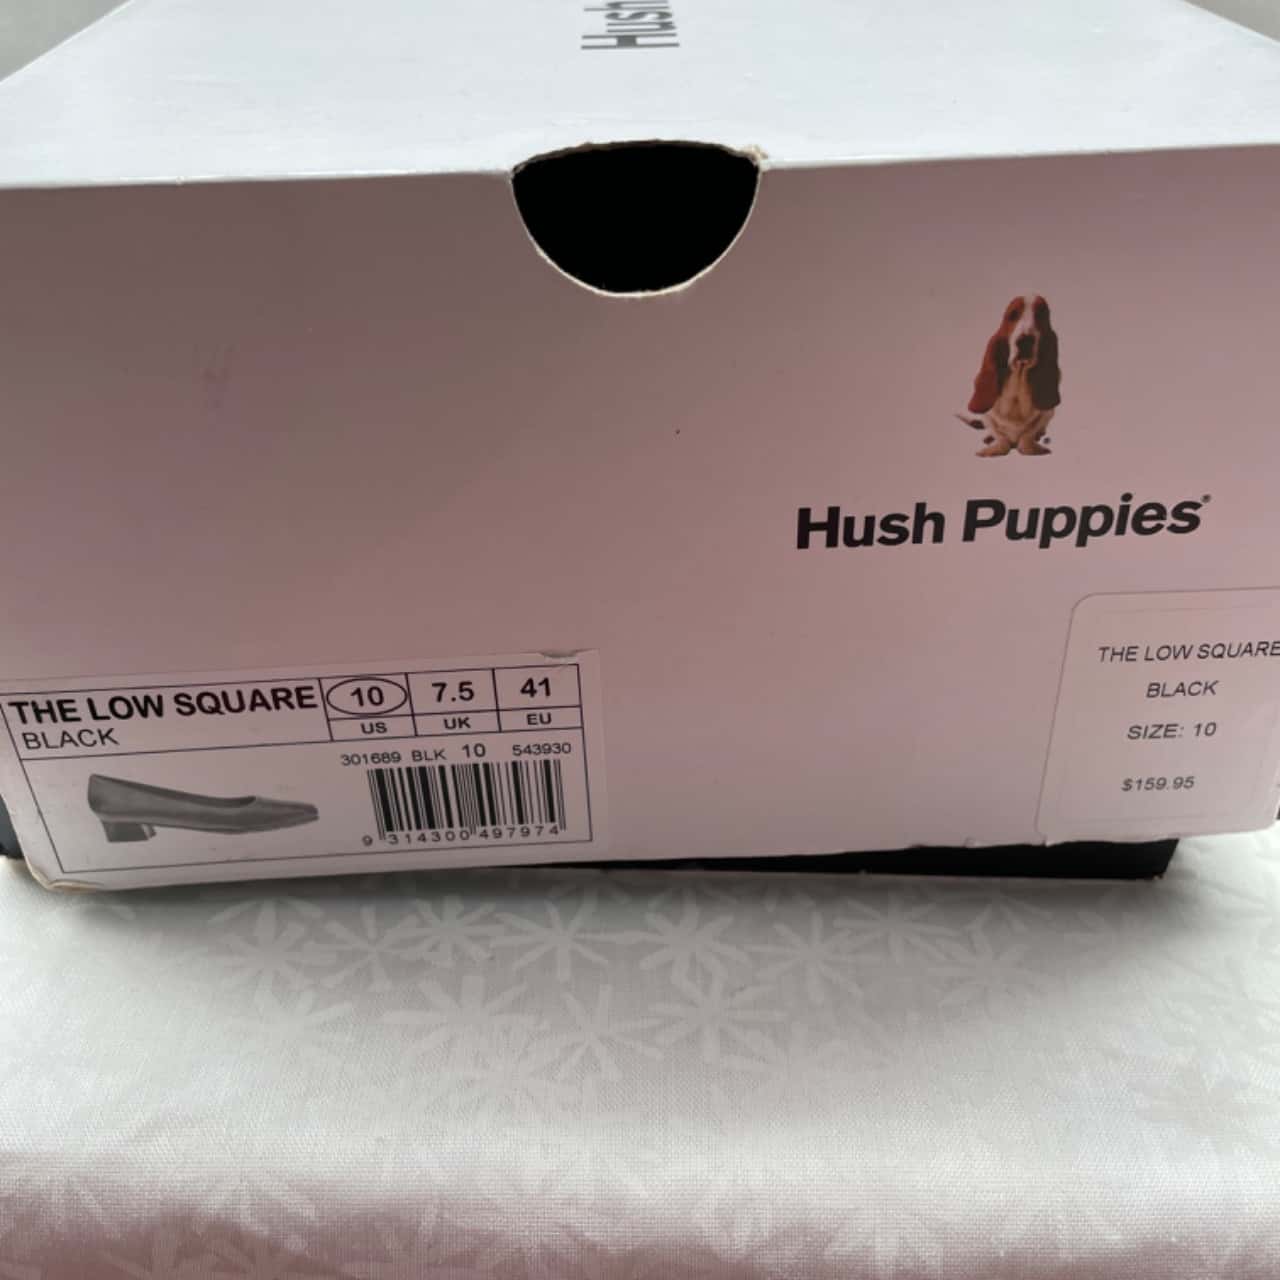 Hush
Hush Puppies®
THE LOW SQUARE
BLACK
SIZE: 10
$159.95
THE LOW SQUARE
BLACK
10 7.5 41
US UK EU
301689 BLK 10 543930
9 314300 497974